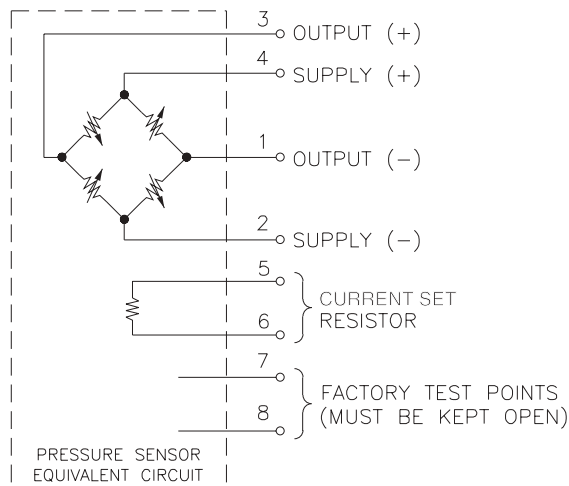 3 OUTPUT (+)
4 SUPPLY (+)
1 OUTPUT (−)
2 SUPPLY (−)
5
CURRENT SET
6 RESISTOR
7
FACTORY TEST POINTS
8 (MUST BE KEPT OPEN)
PRESSURE SENSOR
EQUIVALENT CIRCUIT